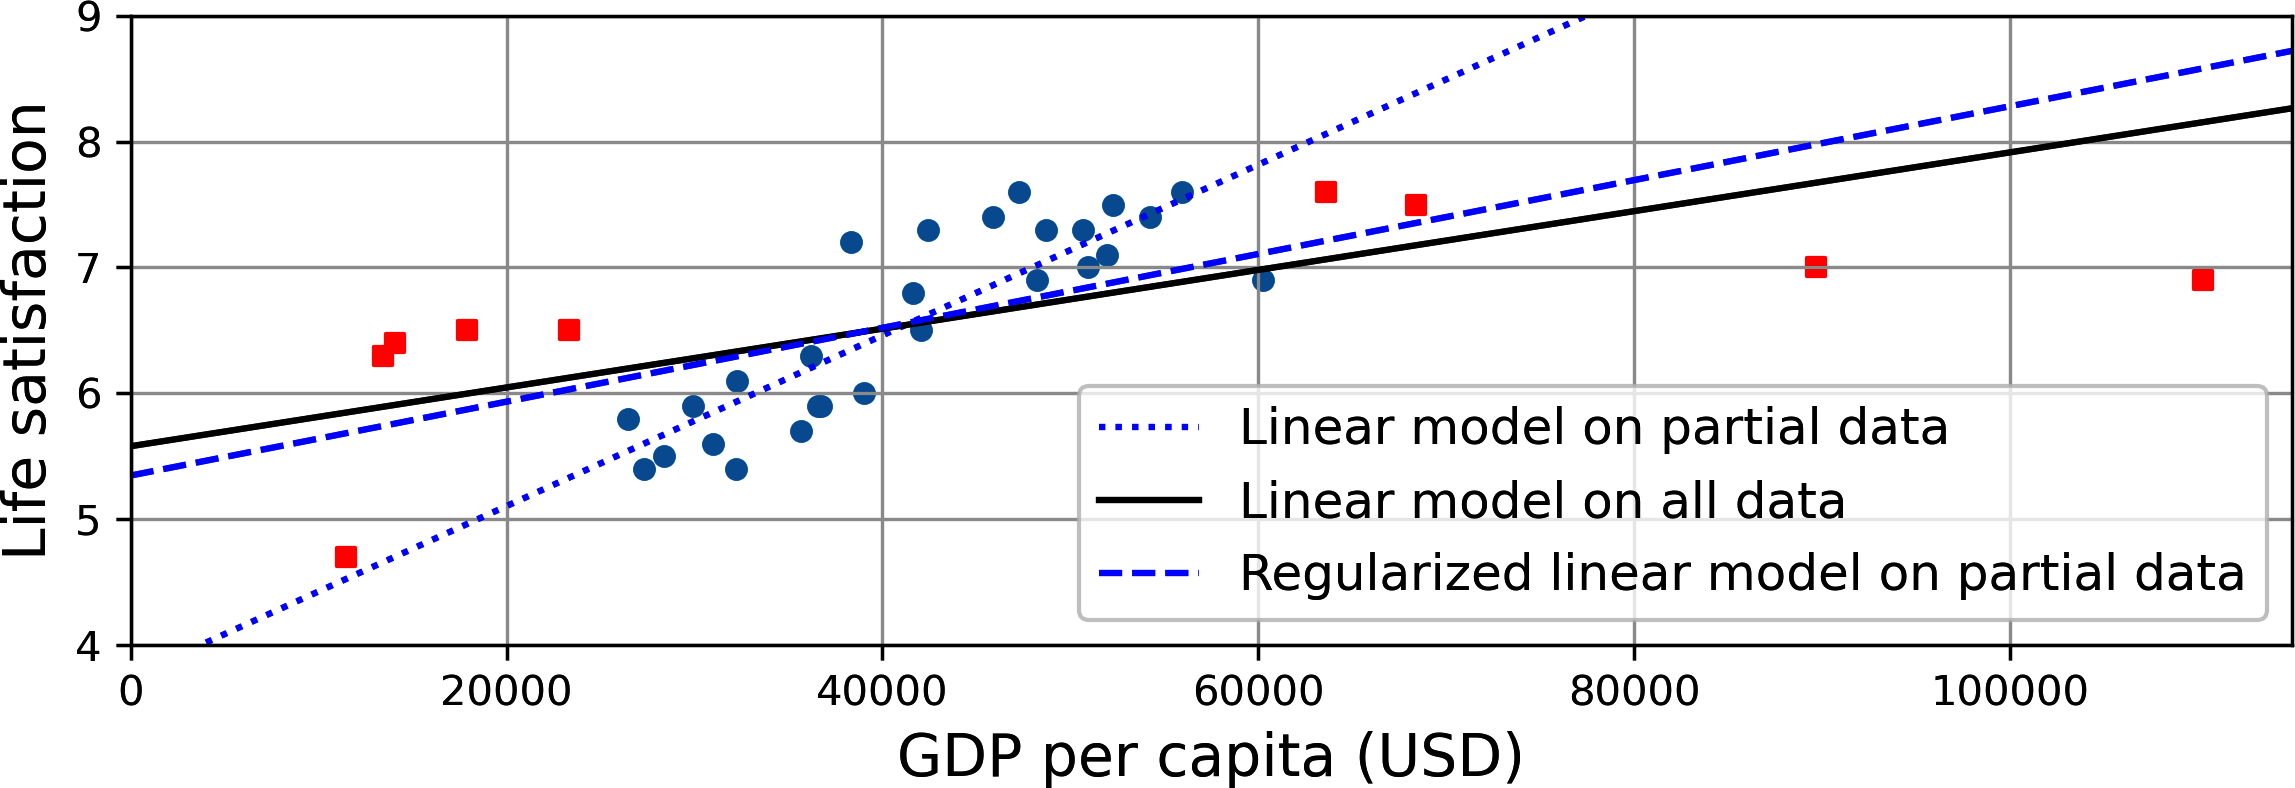 Life satisfaction
9
8
7
6
5
4
Linear model on partial data
Linear model on all data
Regularized linear model on partial data
0 20000 40000 60000 80000 100000
GDP per capita (USD)